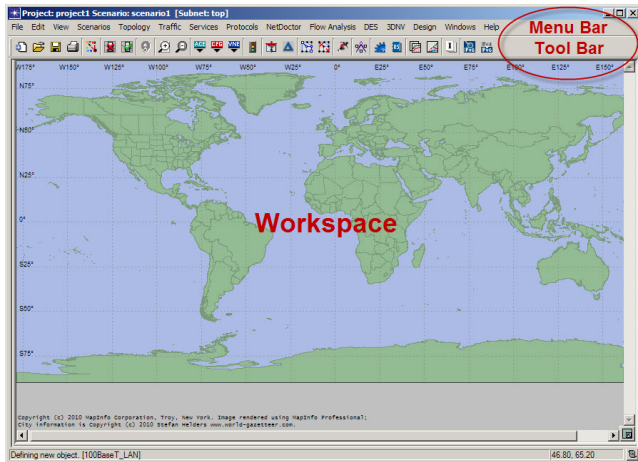 Project: project1 Scenario: scenario1 [Subnet: top]
File Edit View Scenarios Topology Traffic Services Protocols NetDoctor Flow Analysis DES 3DNV Design Windows Help
Menu Bar
Tool Bar
ACE CFG VNE
W175° W150° W125° W100° W75° W50° W25° 0° E25° E50° E75° E100° E125° E150°
N75°
N50°
N25°
0°
Workspace
S25°
S50°
S75°
Copyright (c) 2010 MapInfo Corporation, Troy, New York. Image rendered using MapInfo Professional;
City information is Copyright (c) 2010 Stefan Helders www.world-gazetteer.com.
Defining new object. [100BaseT_LAN]
46.80, 65.20